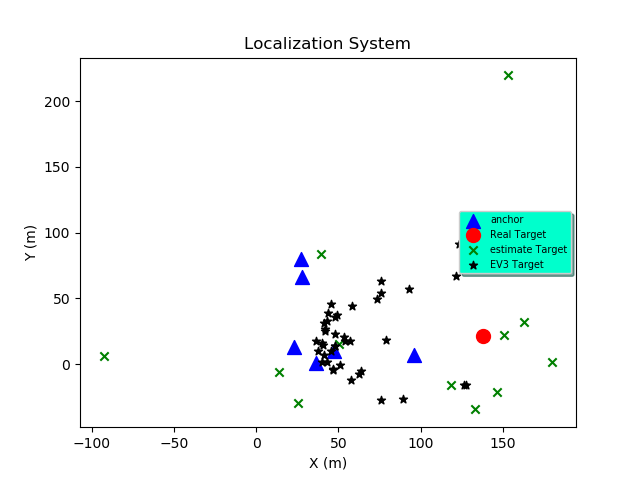 Localization System
Y (m)
200
150
100
50
0
anchor
Real Target
estimate Target
EV3 Target
−100
−50
0
50
100
150
X (m)